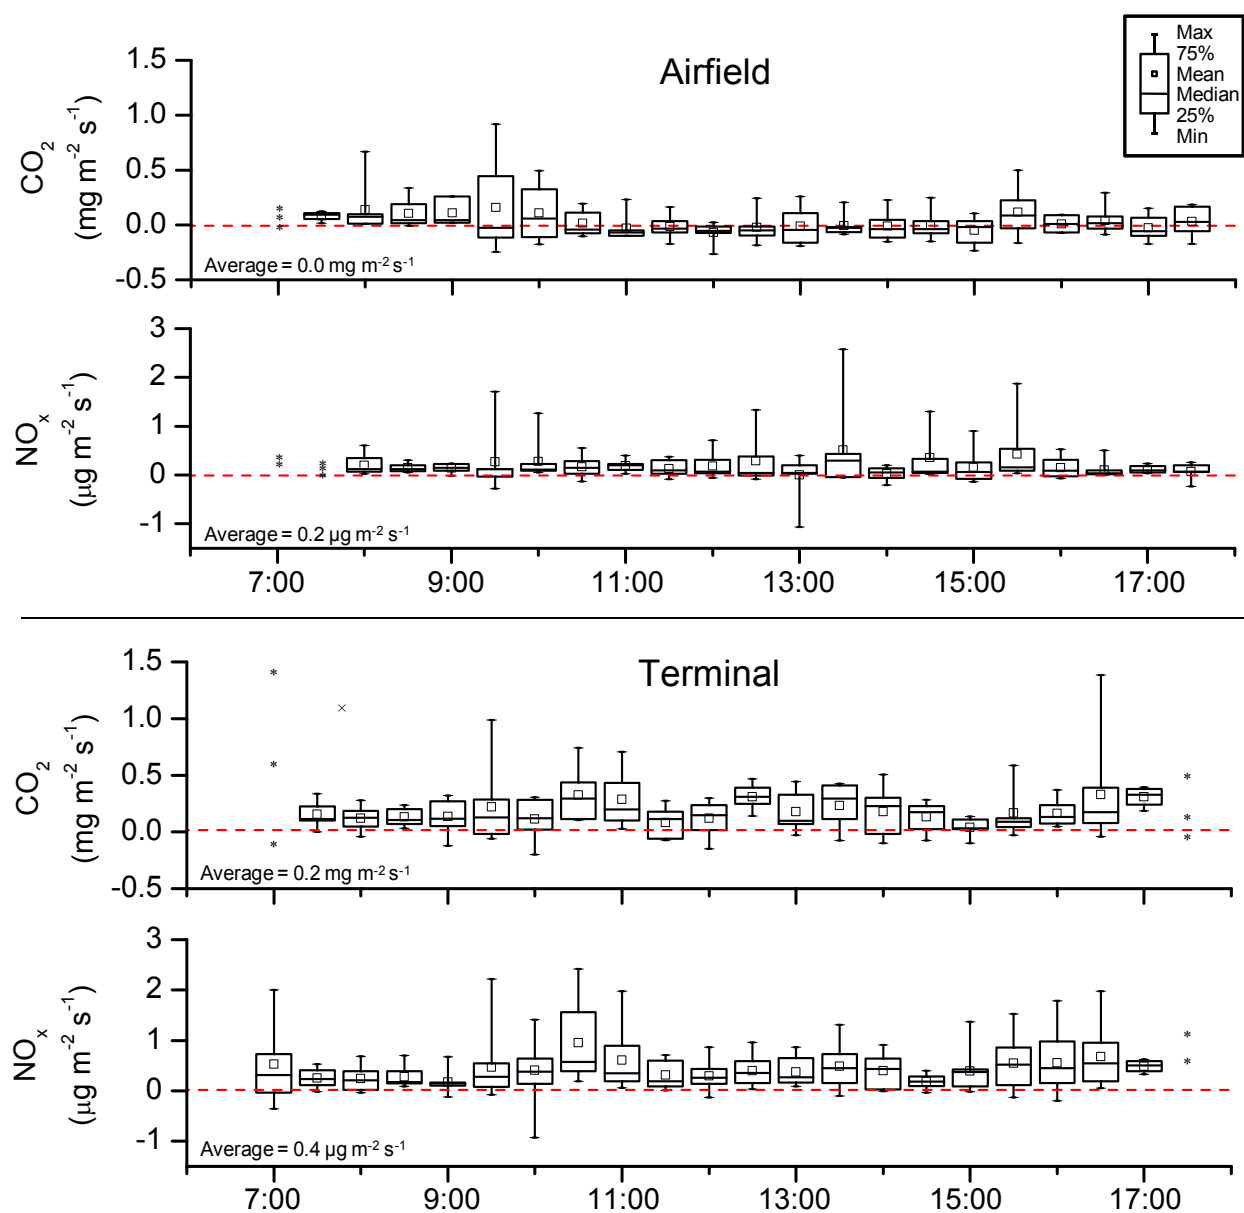 Max
75%
Mean
Median
25%
Min
Airfield
CO2
(mg m-2 s-1)
1.5
1.0
0.5
0.0
-0.5
Average = 0.0 mg m-2 s-1
NOx
(µg m-2 s-1)
3
2
1
0
-1
Average = 0.2 µg m-2 s-1
7:00 9:00 11:00 13:00 15:00 17:00
Terminal
CO2
(mg m-2 s-1)
1.5
1.0
0.5
0.0
-0.5
Average = 0.2 mg m-2 s-1
NOx
(µg m-2 s-1)
3
2
1
0
-1
Average = 0.4 µg m-2 s-1
7:00 9:00 11:00 13:00 15:00 17:00